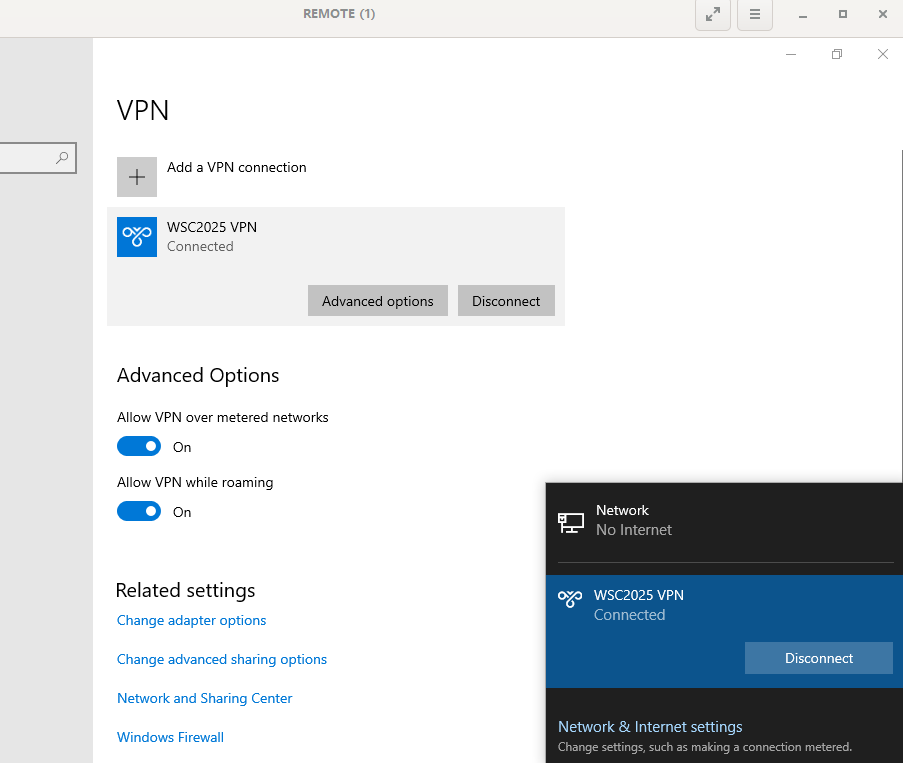 REMOTE (1)
VPN
Add a VPN connection
WSC2025 VPN
Connected
Advanced options
Disconnect
Advanced Options
Allow VPN over metered networks
On
Allow VPN while roaming
On
Related settings
Change adapter options
Change advanced sharing options
Network and Sharing Center
Windows Firewall
Network
No Internet
WSC2025 VPN
Connected
Disconnect
Network & Internet settings
Change settings, such as making a connection metered.